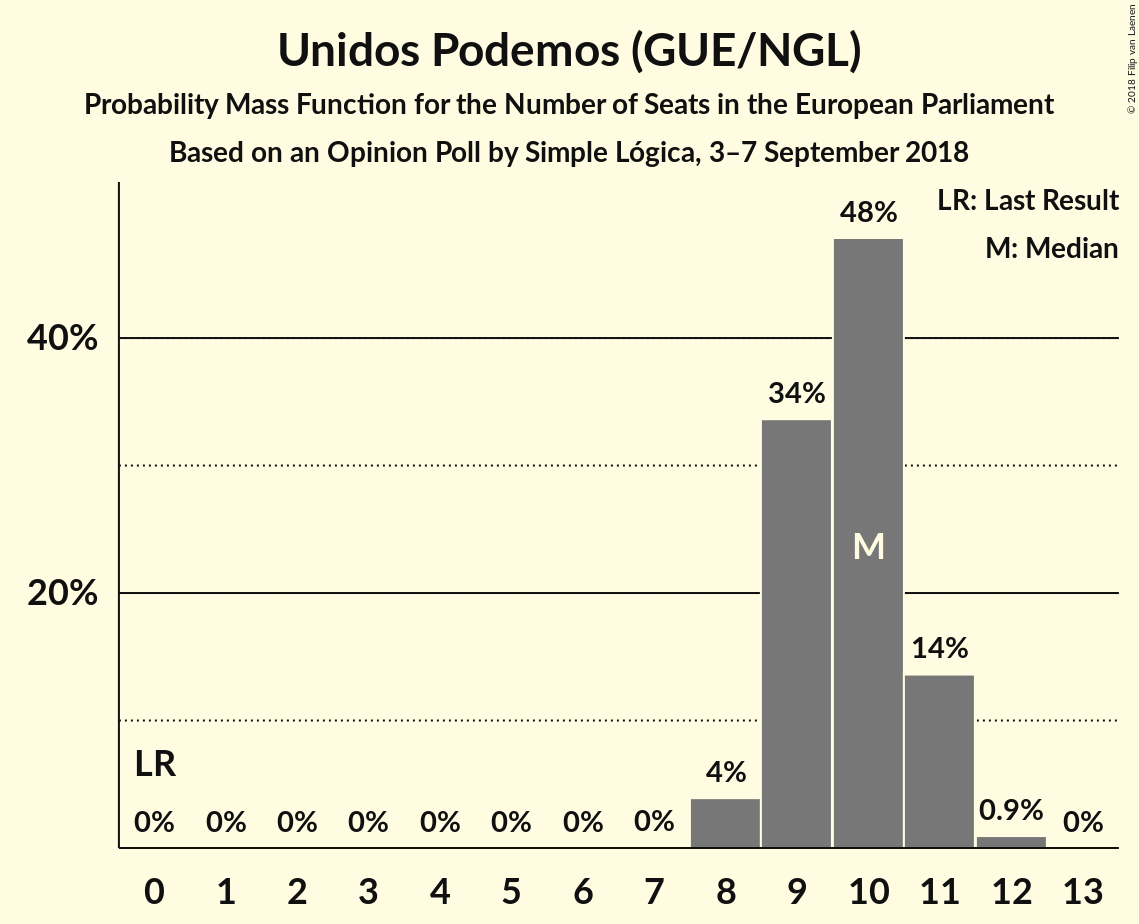 Unidos Podemos (GUE/NGL)
Probability Mass Function for the Number of Seats in the European Parliament
Based on an Opinion Poll by Simple Lógica, 3–7 September 2018
© 2018 Filip van Laenen
LR: Last Result
M: Median
48%
40%
34%
M
20%
14%
LR
4%
0% 0% 0% 0% 0% 0% 0% 0% 0.9% 0%
0 1 2 3 4 5 6 7 8 9 10 11 12 13